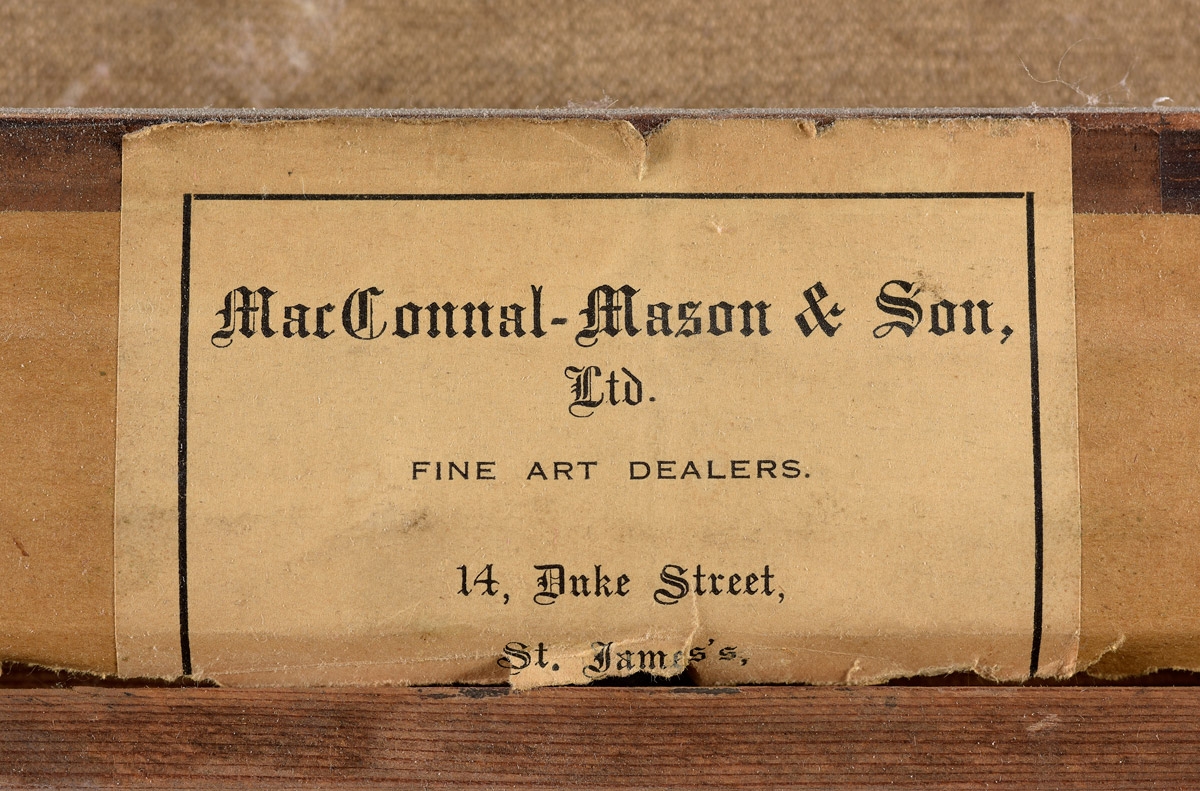 MacConnal-Mason & Son,
Ltd.
FINE ART DEALERS.
14, Duke Street,
St. James's,